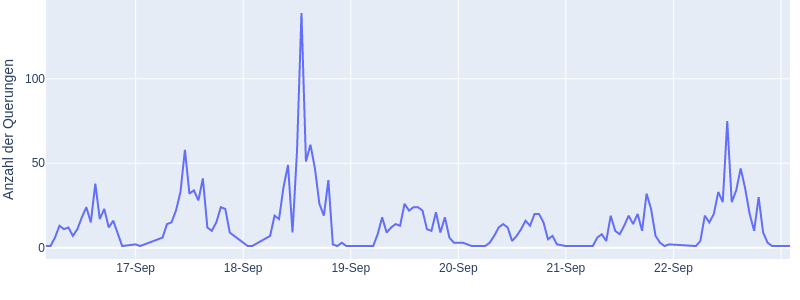 Anzahl der Querungen
100
50
0
17-Sep
18-Sep
19-Sep
20-Sep
21-Sep
22-Sep